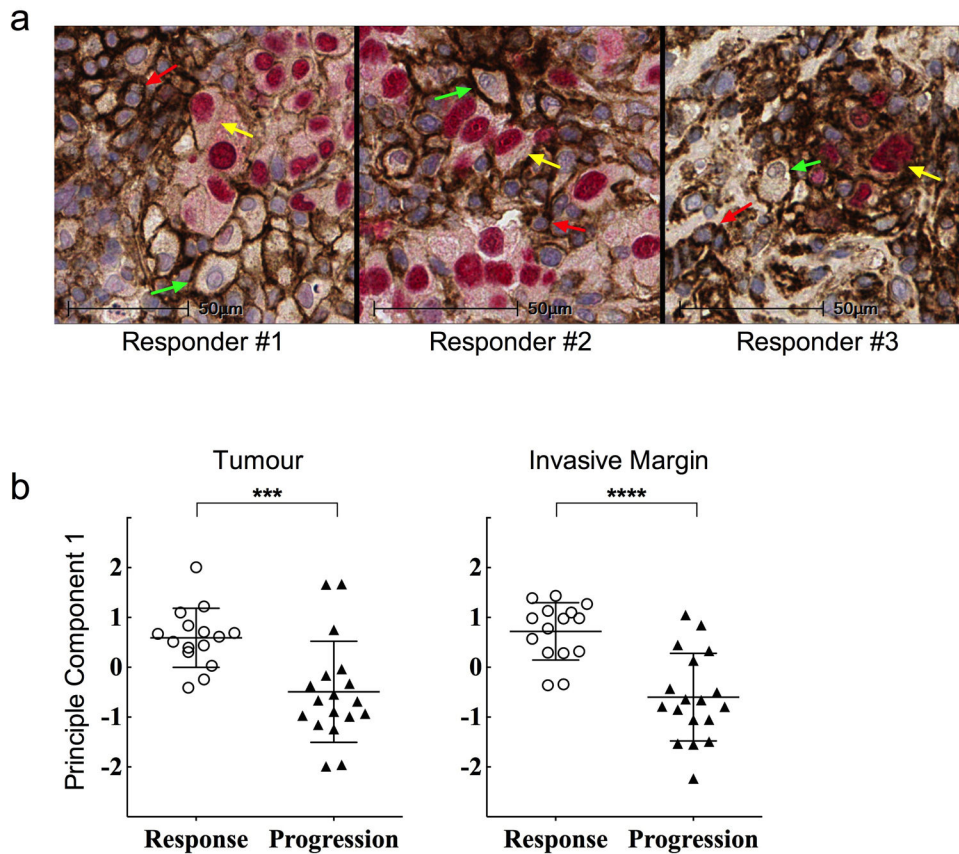 a
50µm
50µm
50µm
Responder #1
Responder #2
Responder #3
b
Tumour
Invasive Margin
***
****
Principle Component 1
2
1
0
-1
-2
2
1
0
-1
-2
Response
Progression
Response
Progression